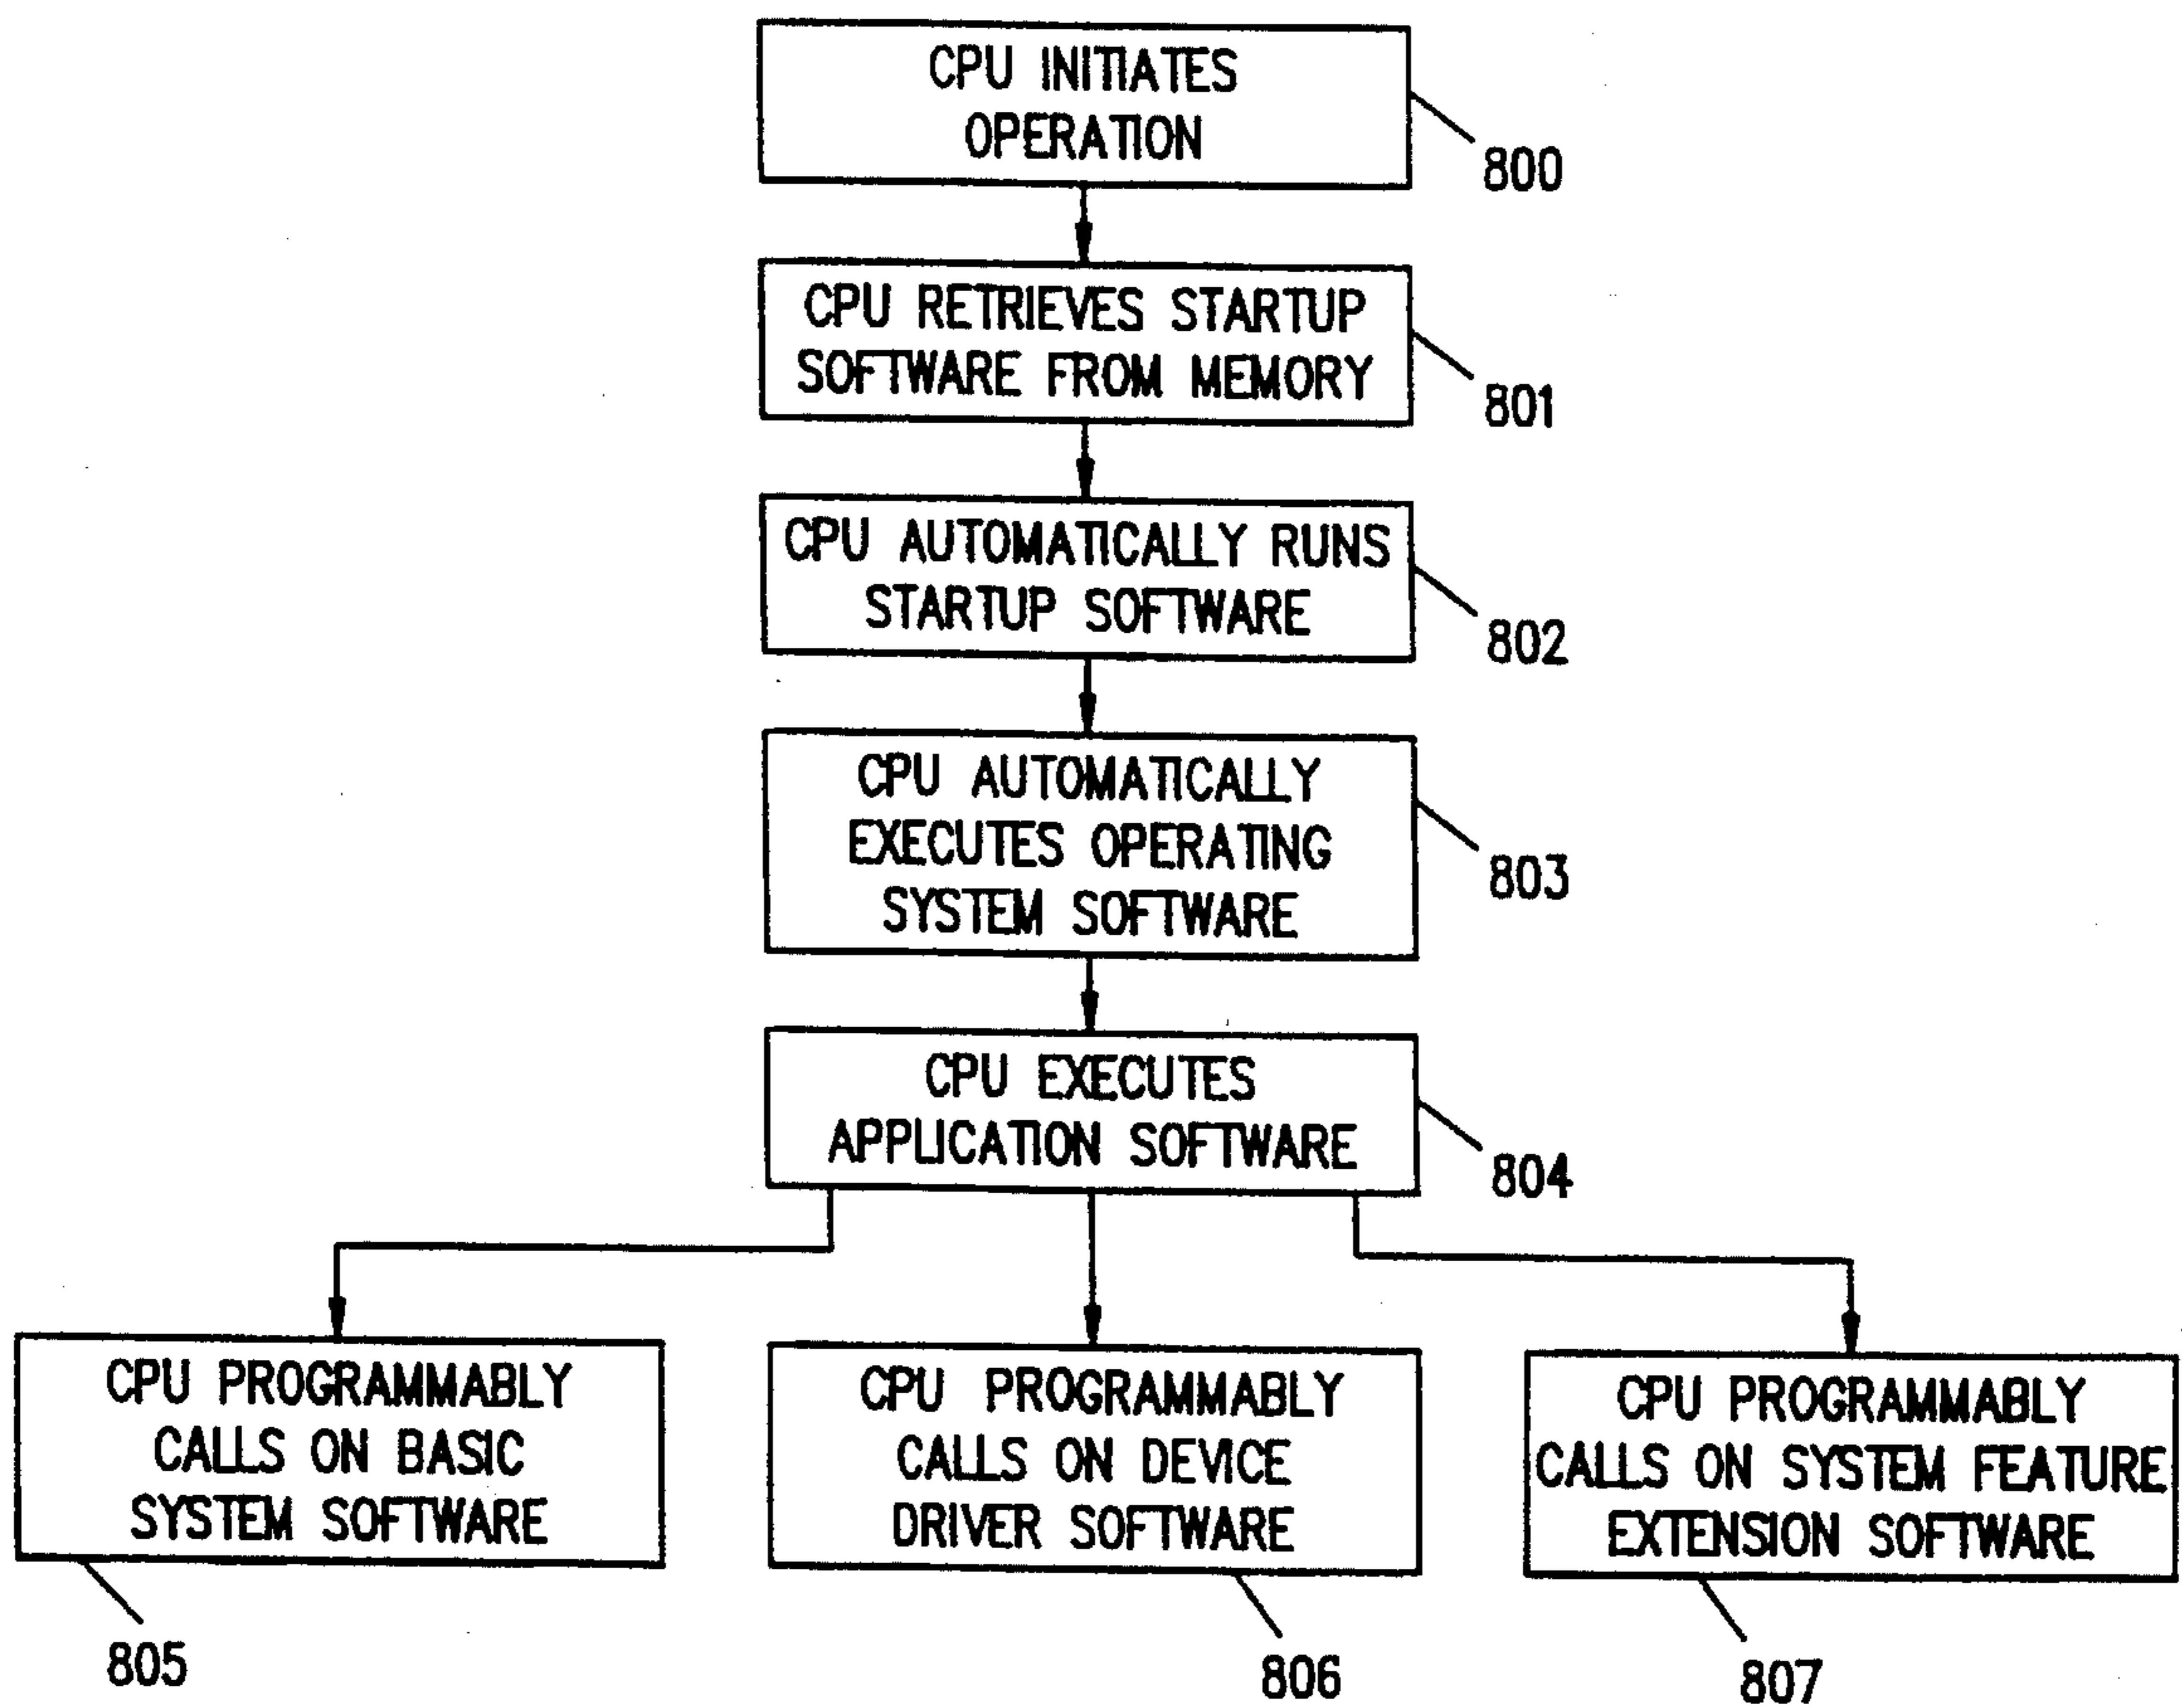 CPU INITIATES
OPERATION
800
CPU RETRIEVES STARTUP
SOFTWARE FROM MEMORY
801
CPU AUTOMATICALLY RUNS
STARTUP SOFTWARE
802
CPU AUTOMATICALLY
EXECUTES OPERATING
SYSTEM SOFTWARE
803
CPU EXECUTES
APPLICATION SOFTWARE
804
CPU PROGRAMMABLY
CALLS ON BASIC
SYSTEM SOFTWARE
805
CPU PROGRAMMABLY
CALLS ON DEVICE
DRIVER SOFTWARE
806
CPU PROGRAMMABLY
CALLS ON SYSTEM FEATURE
EXTENSION SOFTWARE
807